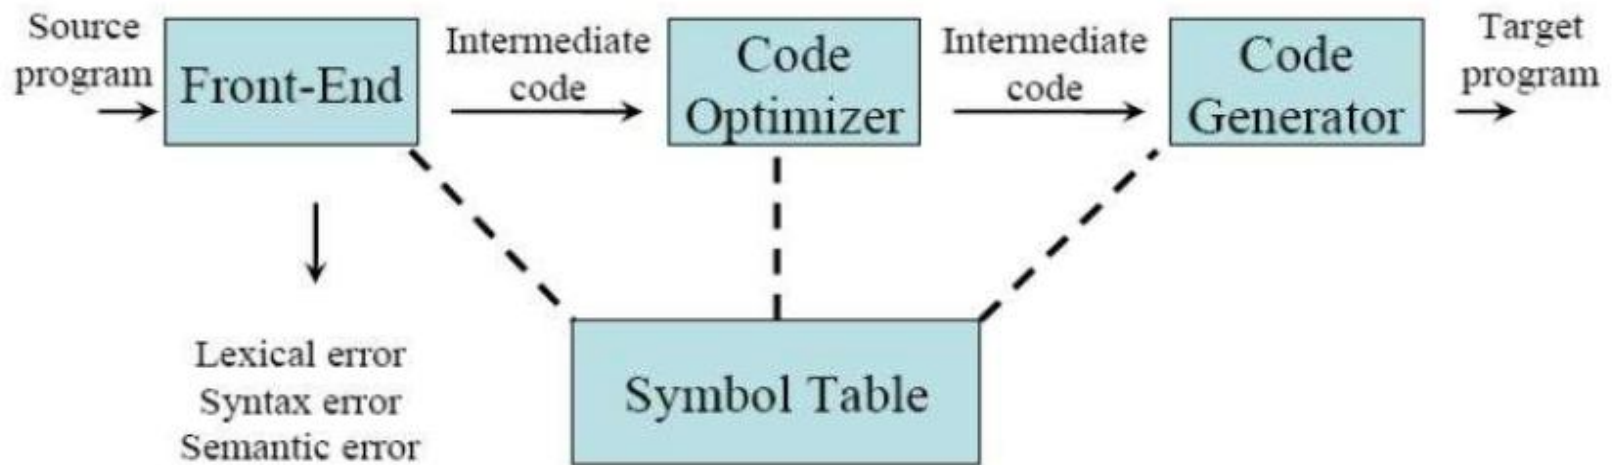 Source
program
Front-End
Intermediate
code
Code
Optimizer
Intermediate
code
Code
Generator
Target
program
Lexical error
Syntax error
Semantic error
Symbol Table